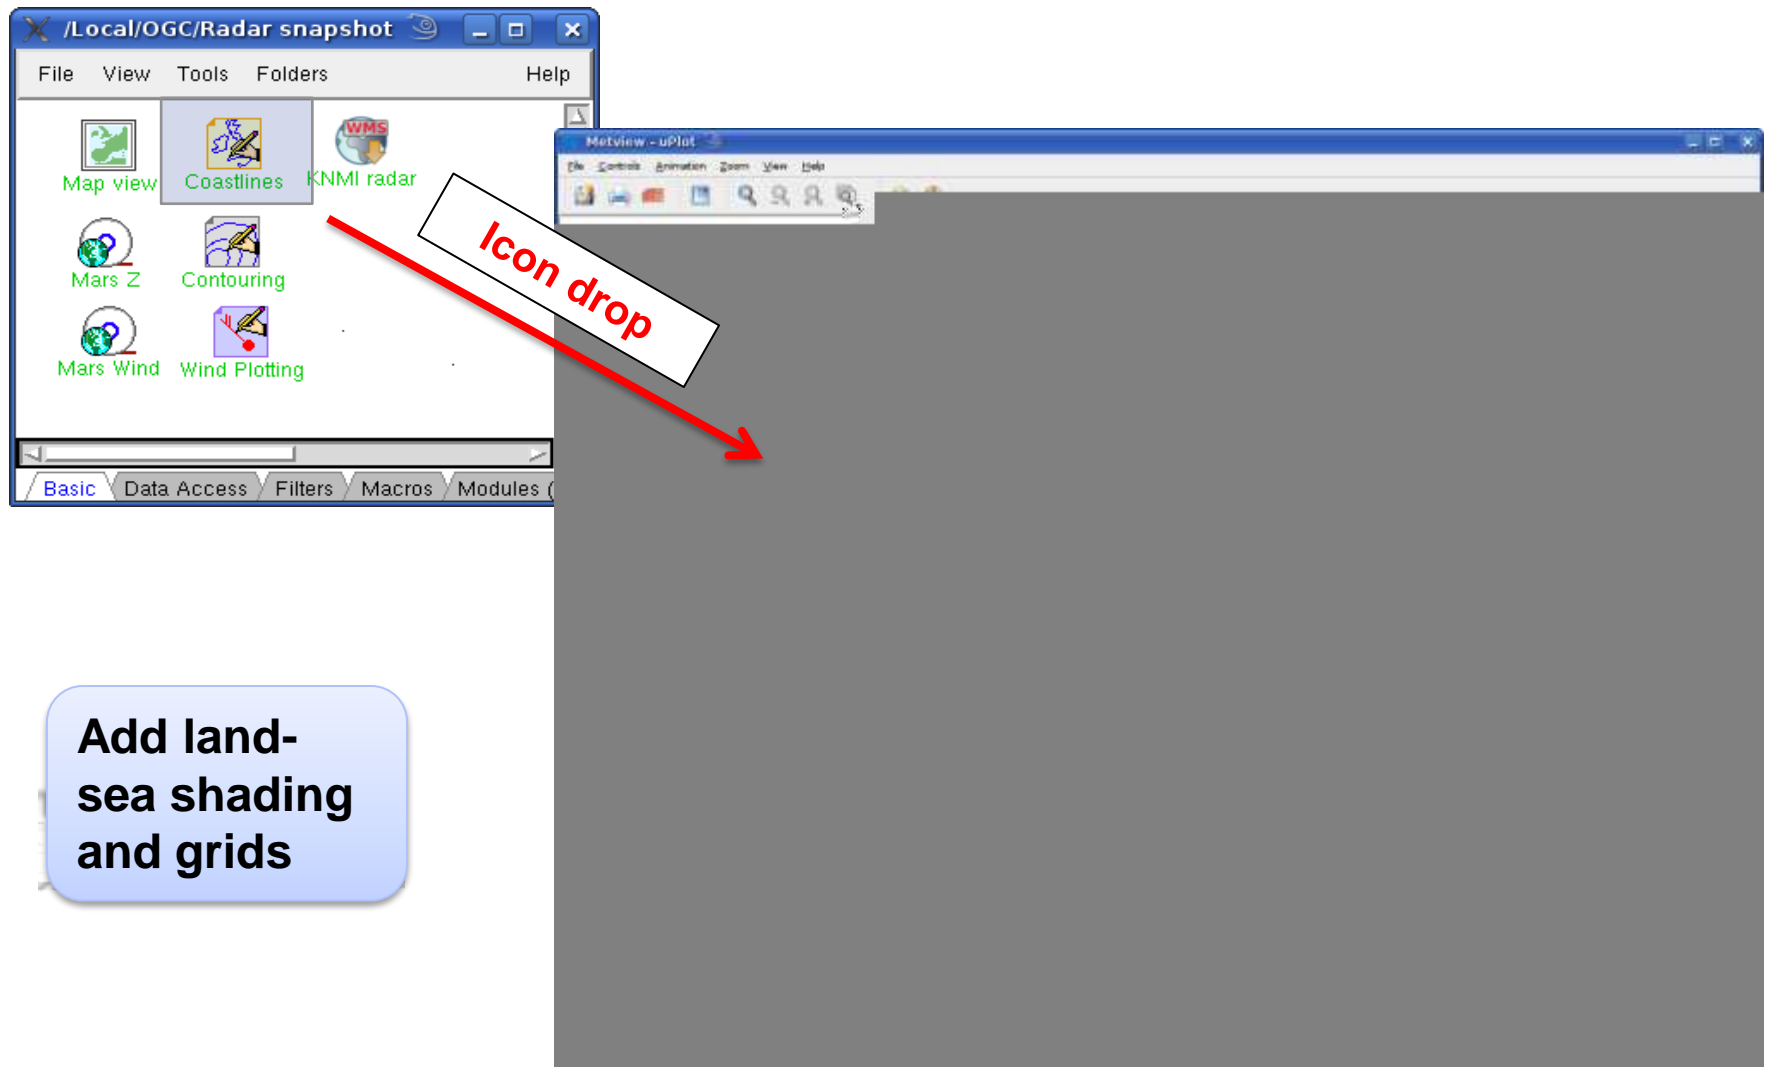 /Local/OGC/Radar snapshot
File View Tools Folders Help
WMS
Map view Coastlines KNMI radar
Mars Z Contouring
Mars Wind Wind Plotting
Basic Data Access Filters Macros Modules (
Metview - uPlot
File Controls Animation Zoom View Help
Icon drop
Add land-
sea shading
and grids